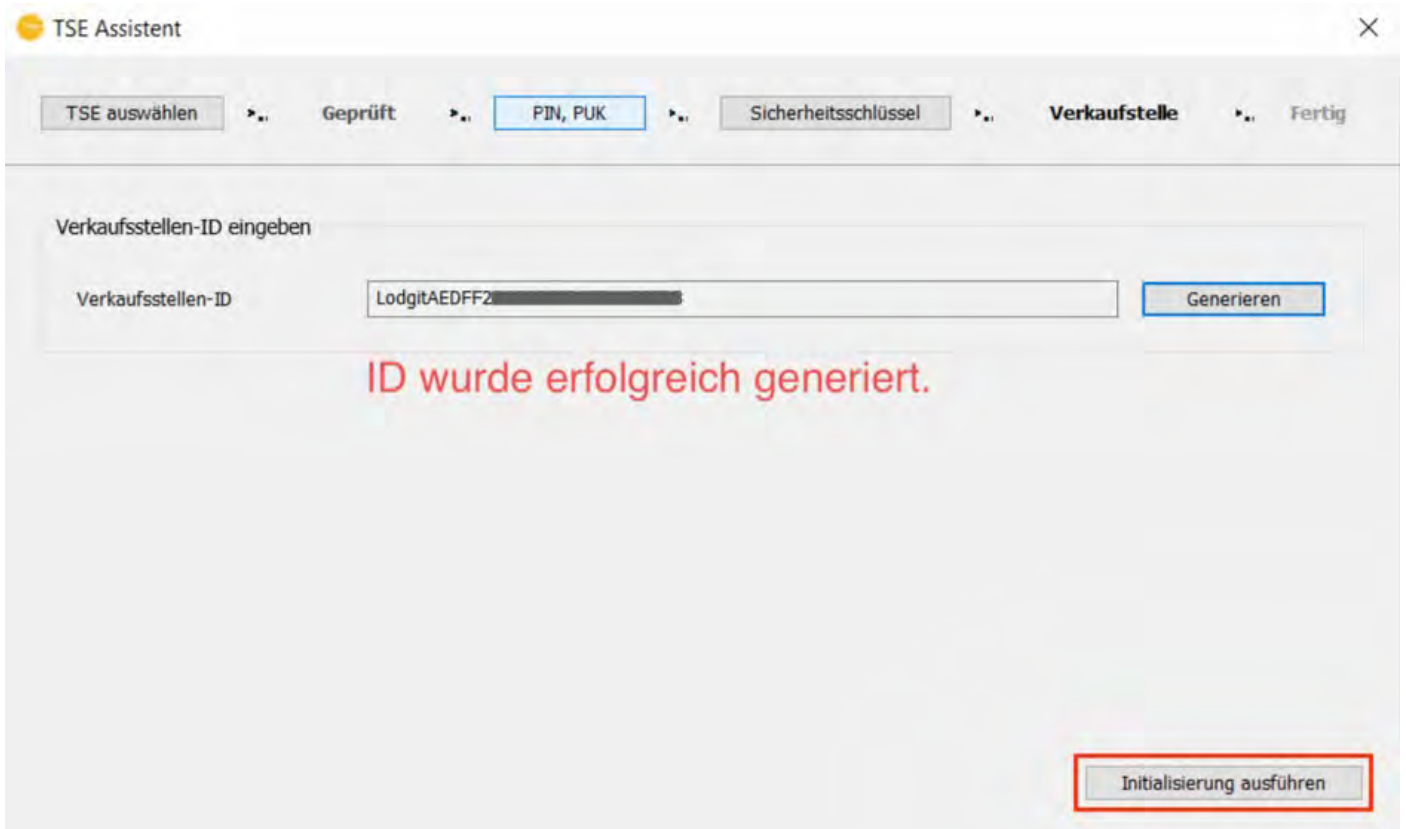 TSE Assistent
TSE auswählen Geprüft PIN, PUK Sicherheitsschlüssel Verkaufstelle Fertig
Verkaufsstellen-ID eingeben
Verkaufsstellen-ID LodgitAEDFF2 Generieren
ID wurde erfolgreich generiert.
Initialisierung ausführen